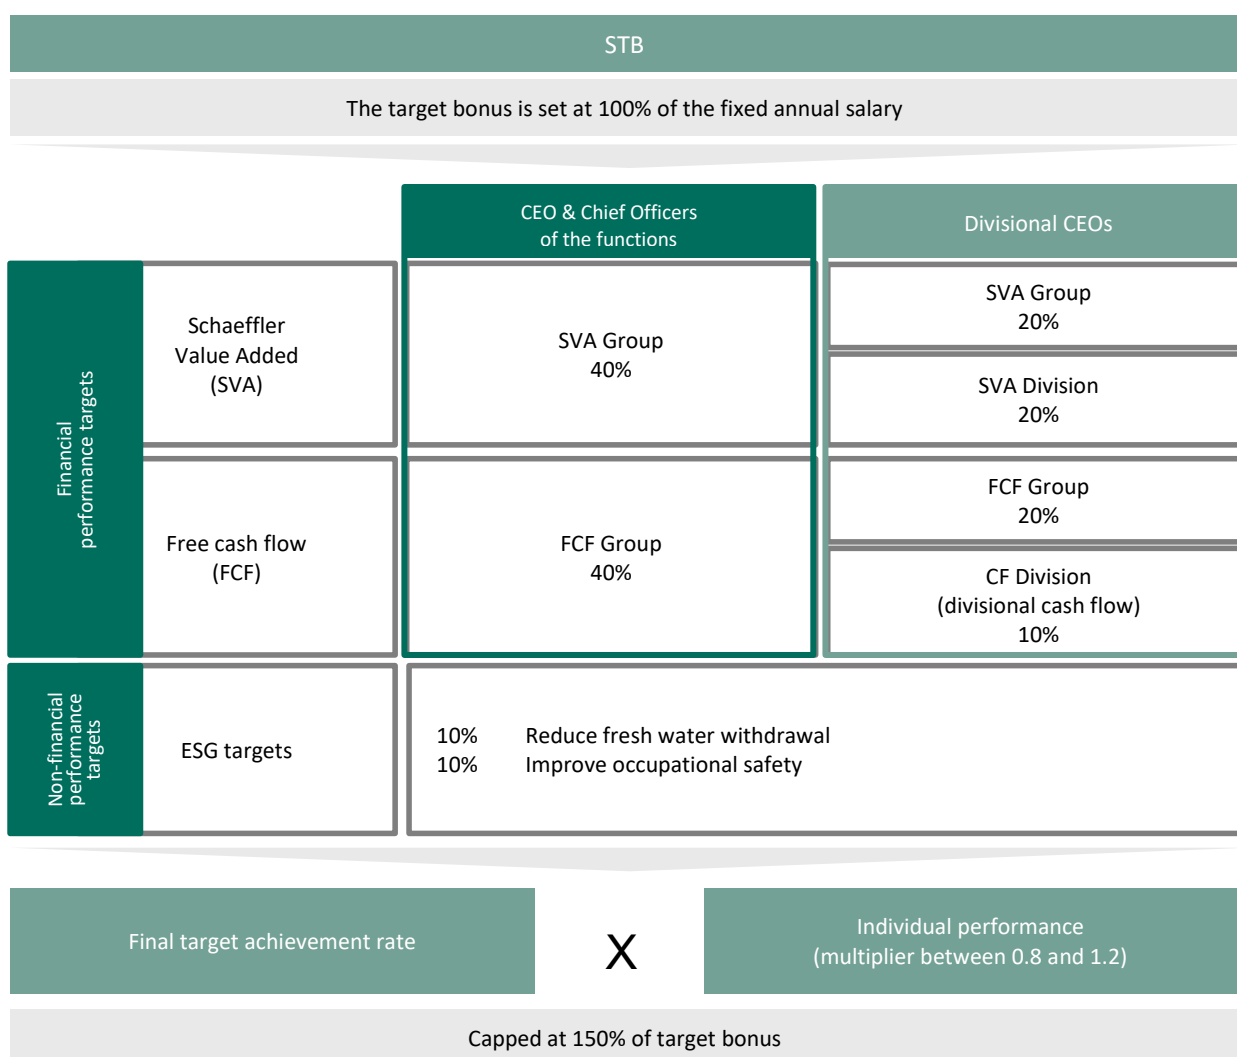 STB
The target bonus is set at 100% of the fixed annual salary
CEO & Chief Officers
of the functions
Divisional CEOs
Financial
performance targets
Schaeffler
Value Added
(SVA)
SVA Group
40%
SVA Group
20%
SVA Division
20%
Free cash flow
(FCF)
FCF Group
40%
FCF Group
20%
CF Division
(divisional cash flow)
10%
Non-financial
performance
targets
ESG targets
10% Reduce fresh water withdrawal
10% Improve occupational safety
Final target achievement rate
X
Individual performance
(multiplier between 0.8 and 1.2)
Capped at 150% of target bonus